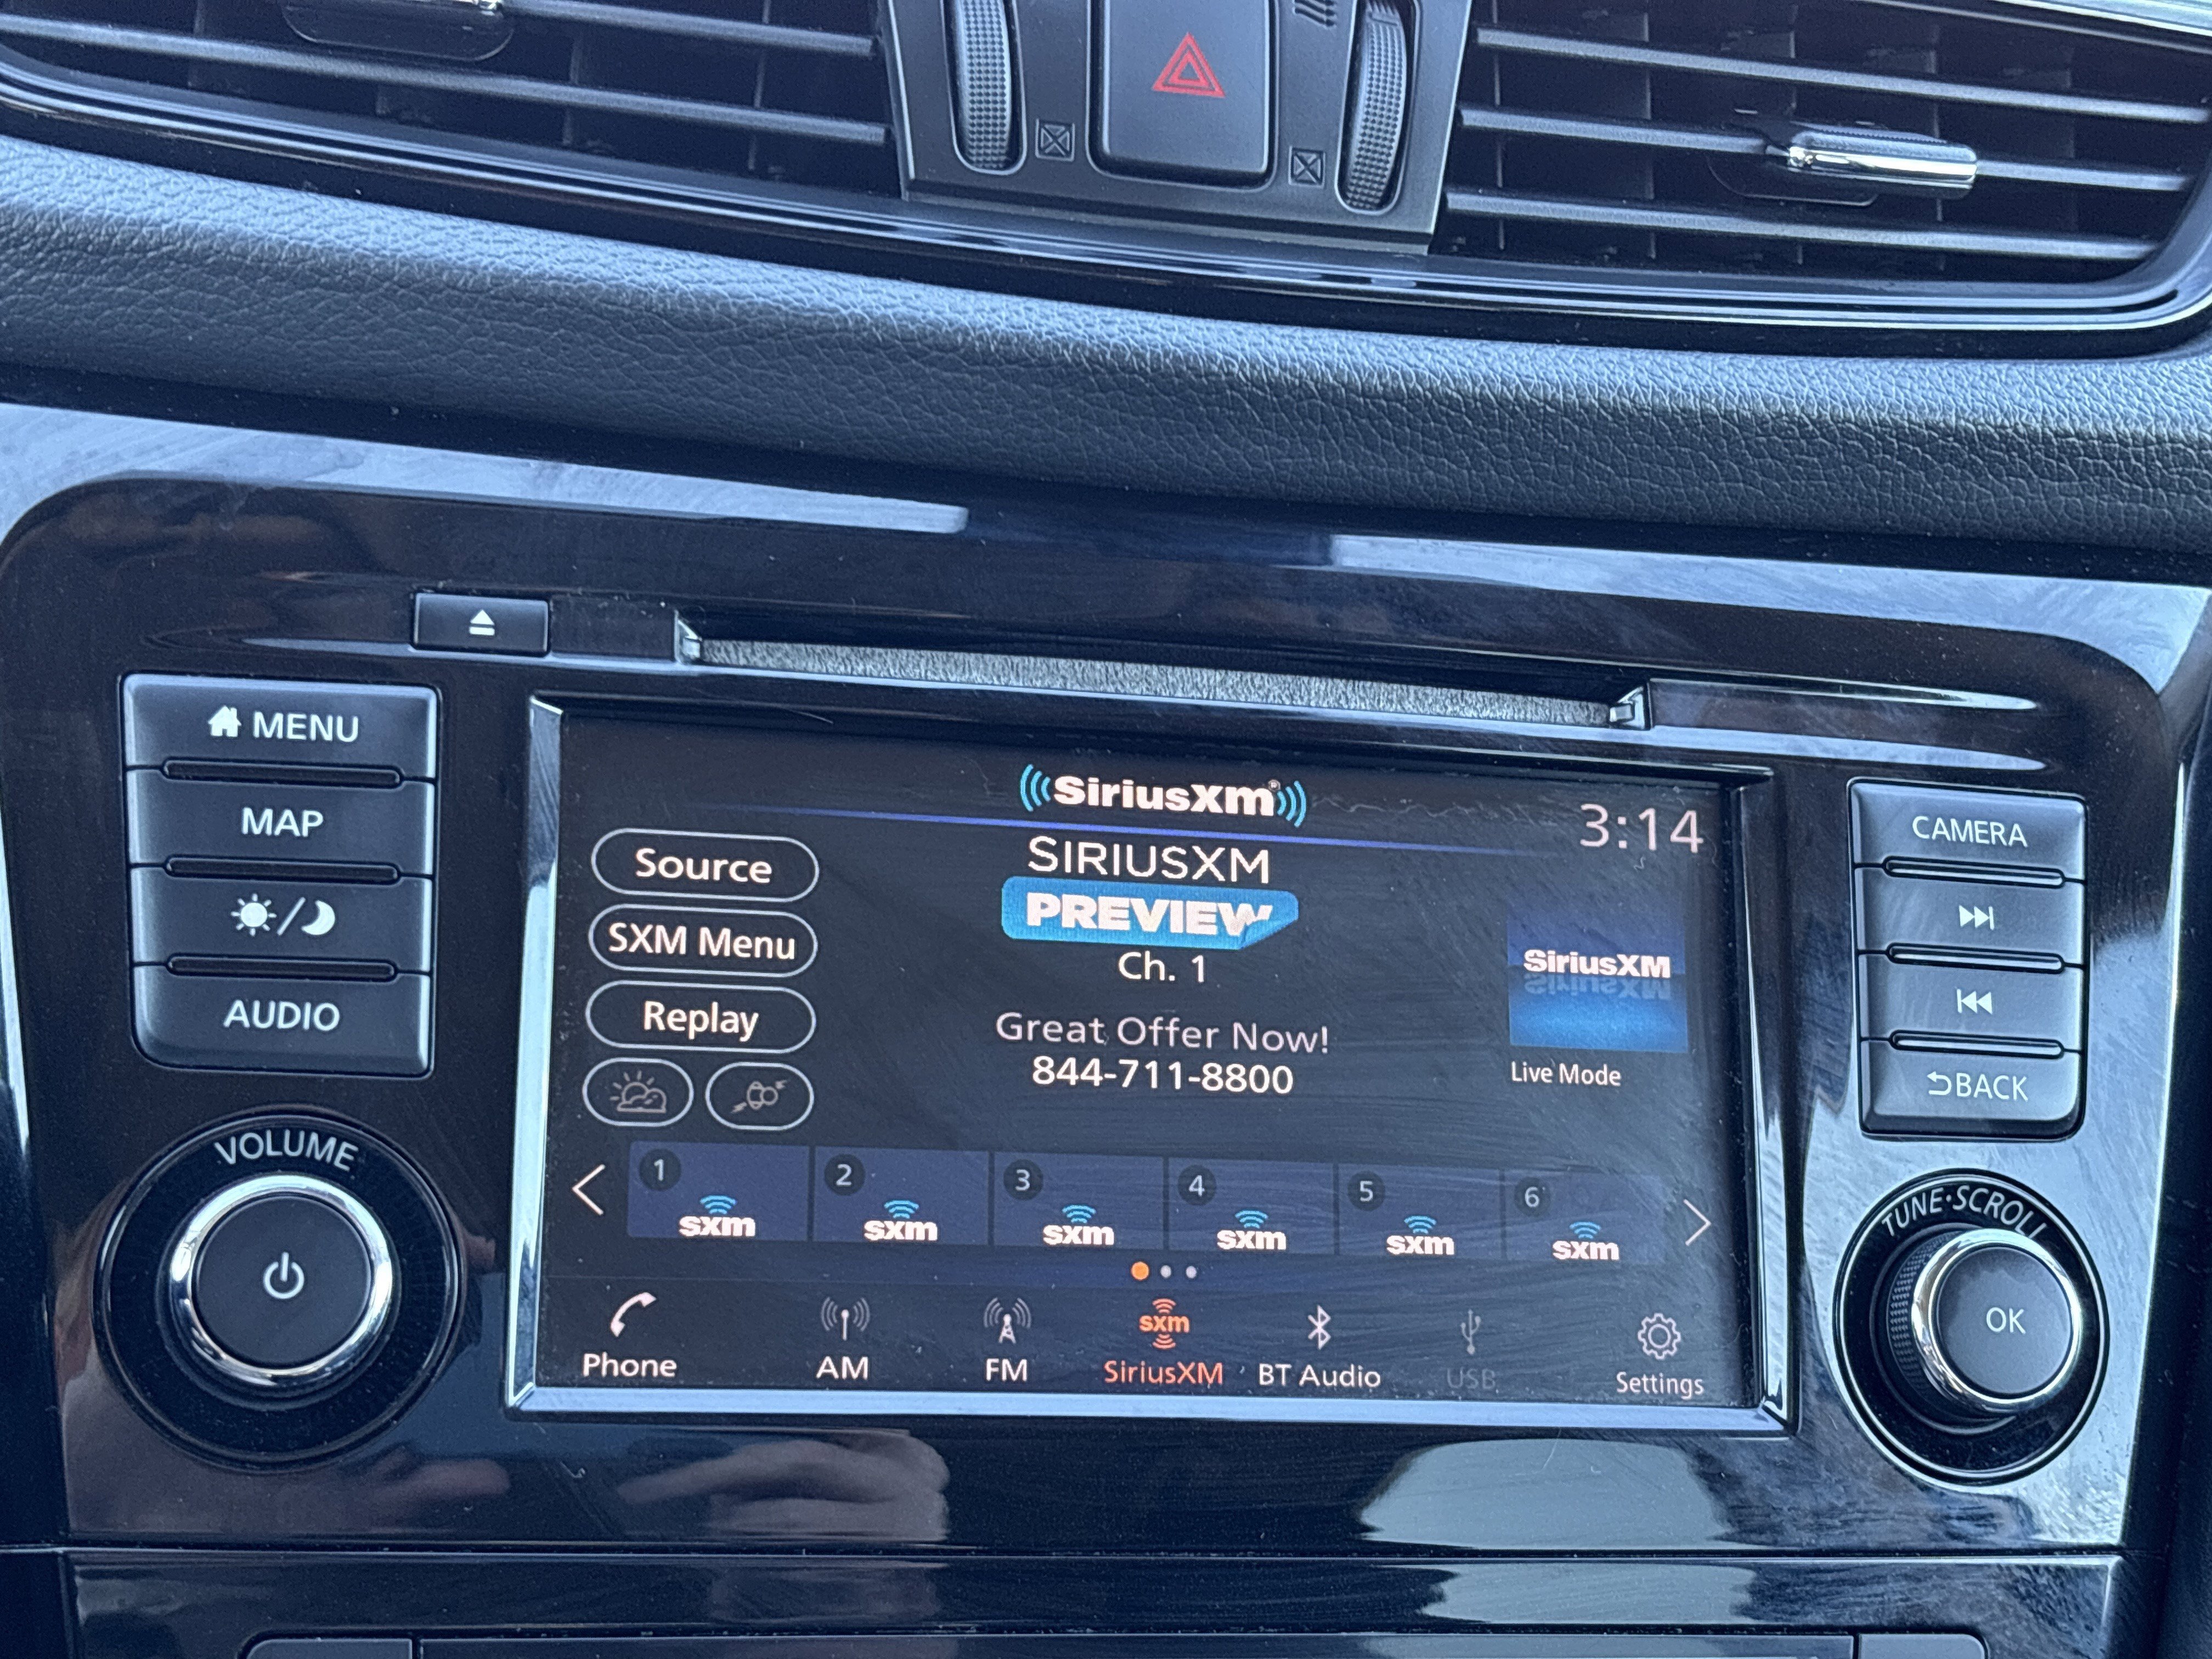 MENU
MAP
AUDIO
VOLUME
SiriusXM®
3:14
Source
SXM Menu
Replay
SIRIUSXM
PREVIEW
Ch. 1
Great Offer Now!
844-711-8800
SiriusXM
Live Mode
1 sxm
2 sxm
3 sxm
4 sxm
5 sxm
6 sxm
Phone
AM
FM
sxm
SiriusXM
BT Audio
USB
Settings
CAMERA
BACK
TUNE·SCROLL
OK